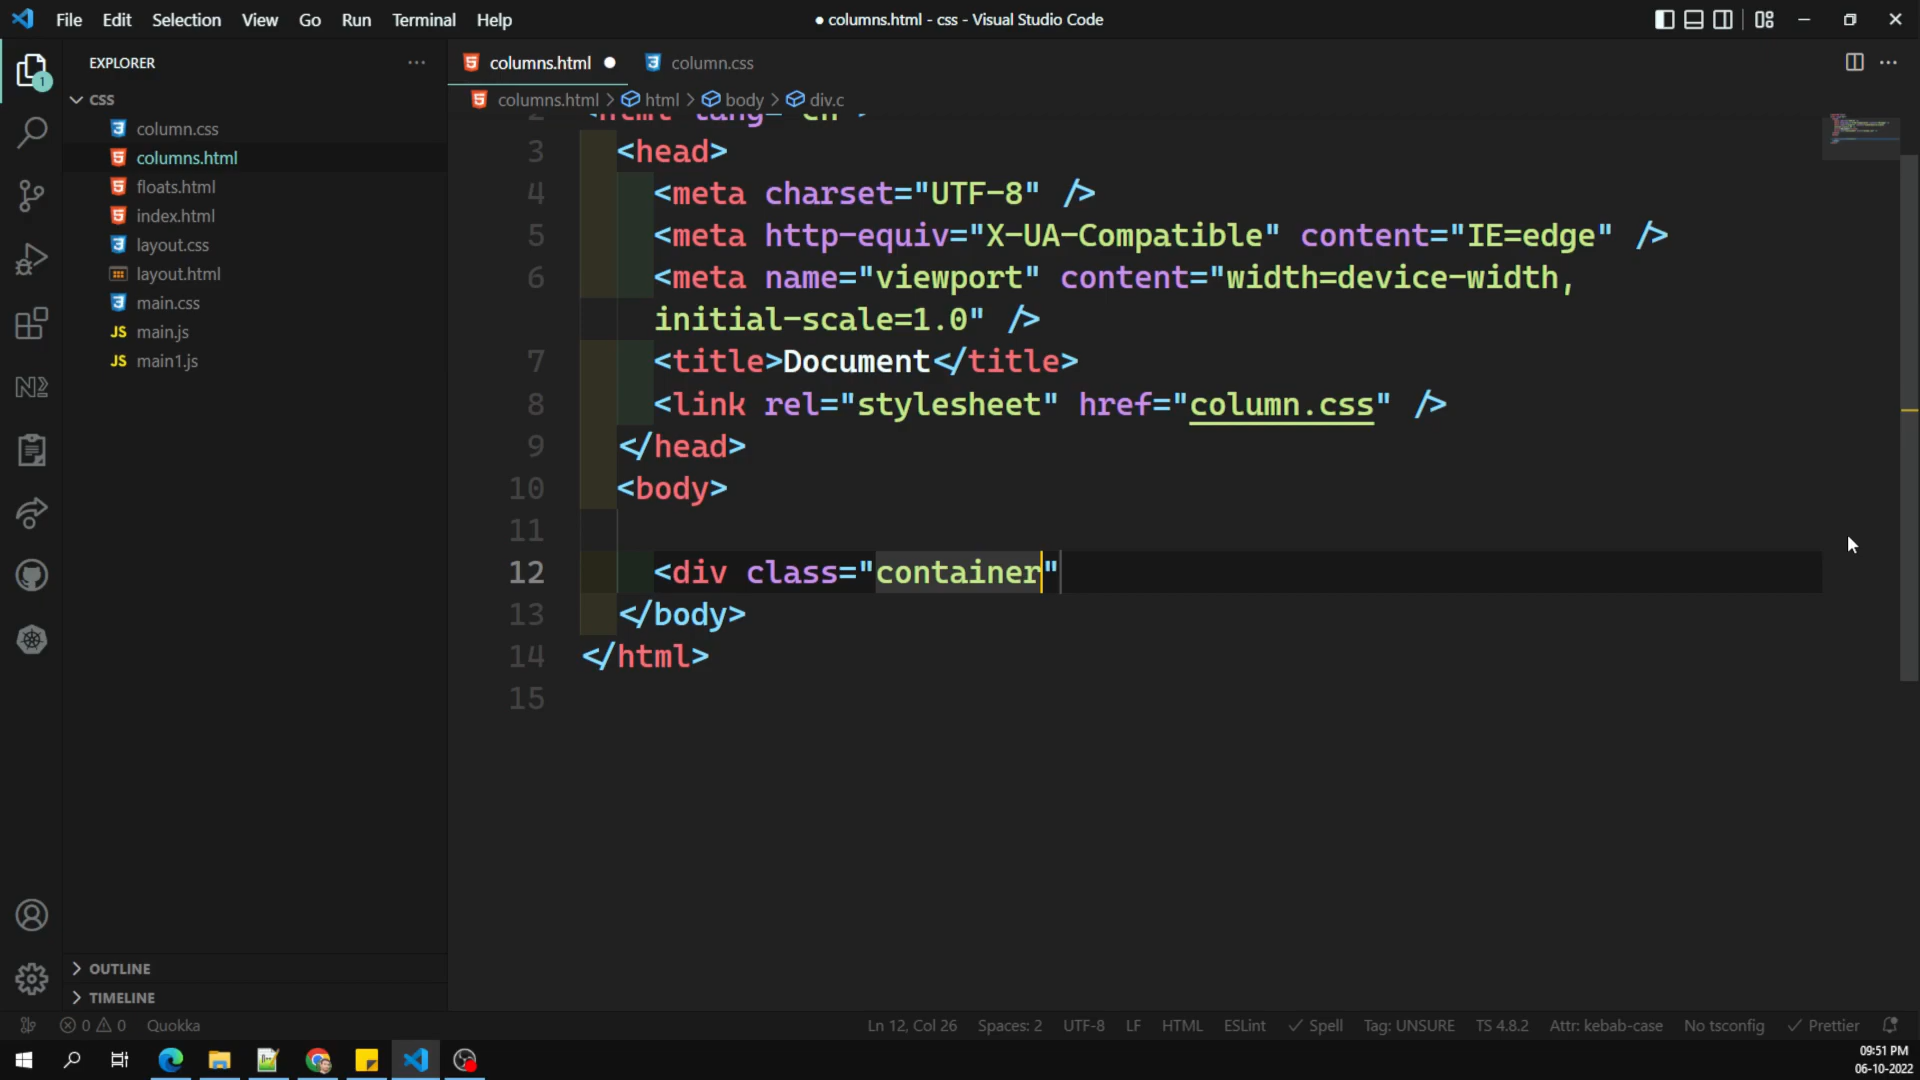 File Edit Selection View Go Run Terminal Help
● columns.html - css - Visual Studio Code
EXPLORER
1
CSS
column.css
columns.html
floats.html
index.html
layout.css
layout.html
main.css
JS main.js
JS main1.js
OUTLINE
TIMELINE
columns.html ●
column.css
columns.html > html > body > div.c
3 <head>
4 <meta charset="UTF-8" />
5 <meta http-equiv="X-UA-Compatible" content="IE=edge" />
6 <meta name="viewport" content="width=device-width,
initial-scale=1.0" />
7 <title>Document</title>
8 <link rel="stylesheet" href="column.css" />
9 </head>
10 <body>
11
12 <div class="container"
13 </body>
14 </html>
15
0 0 Quokka
Ln 12, Col 26 Spaces: 2 UTF-8 LF HTML ESLint Spell Tag: UNSURE TS 4.8.2 Attr: kebab-case No tsconfig Prettier
09:51 PM
06-10-2022